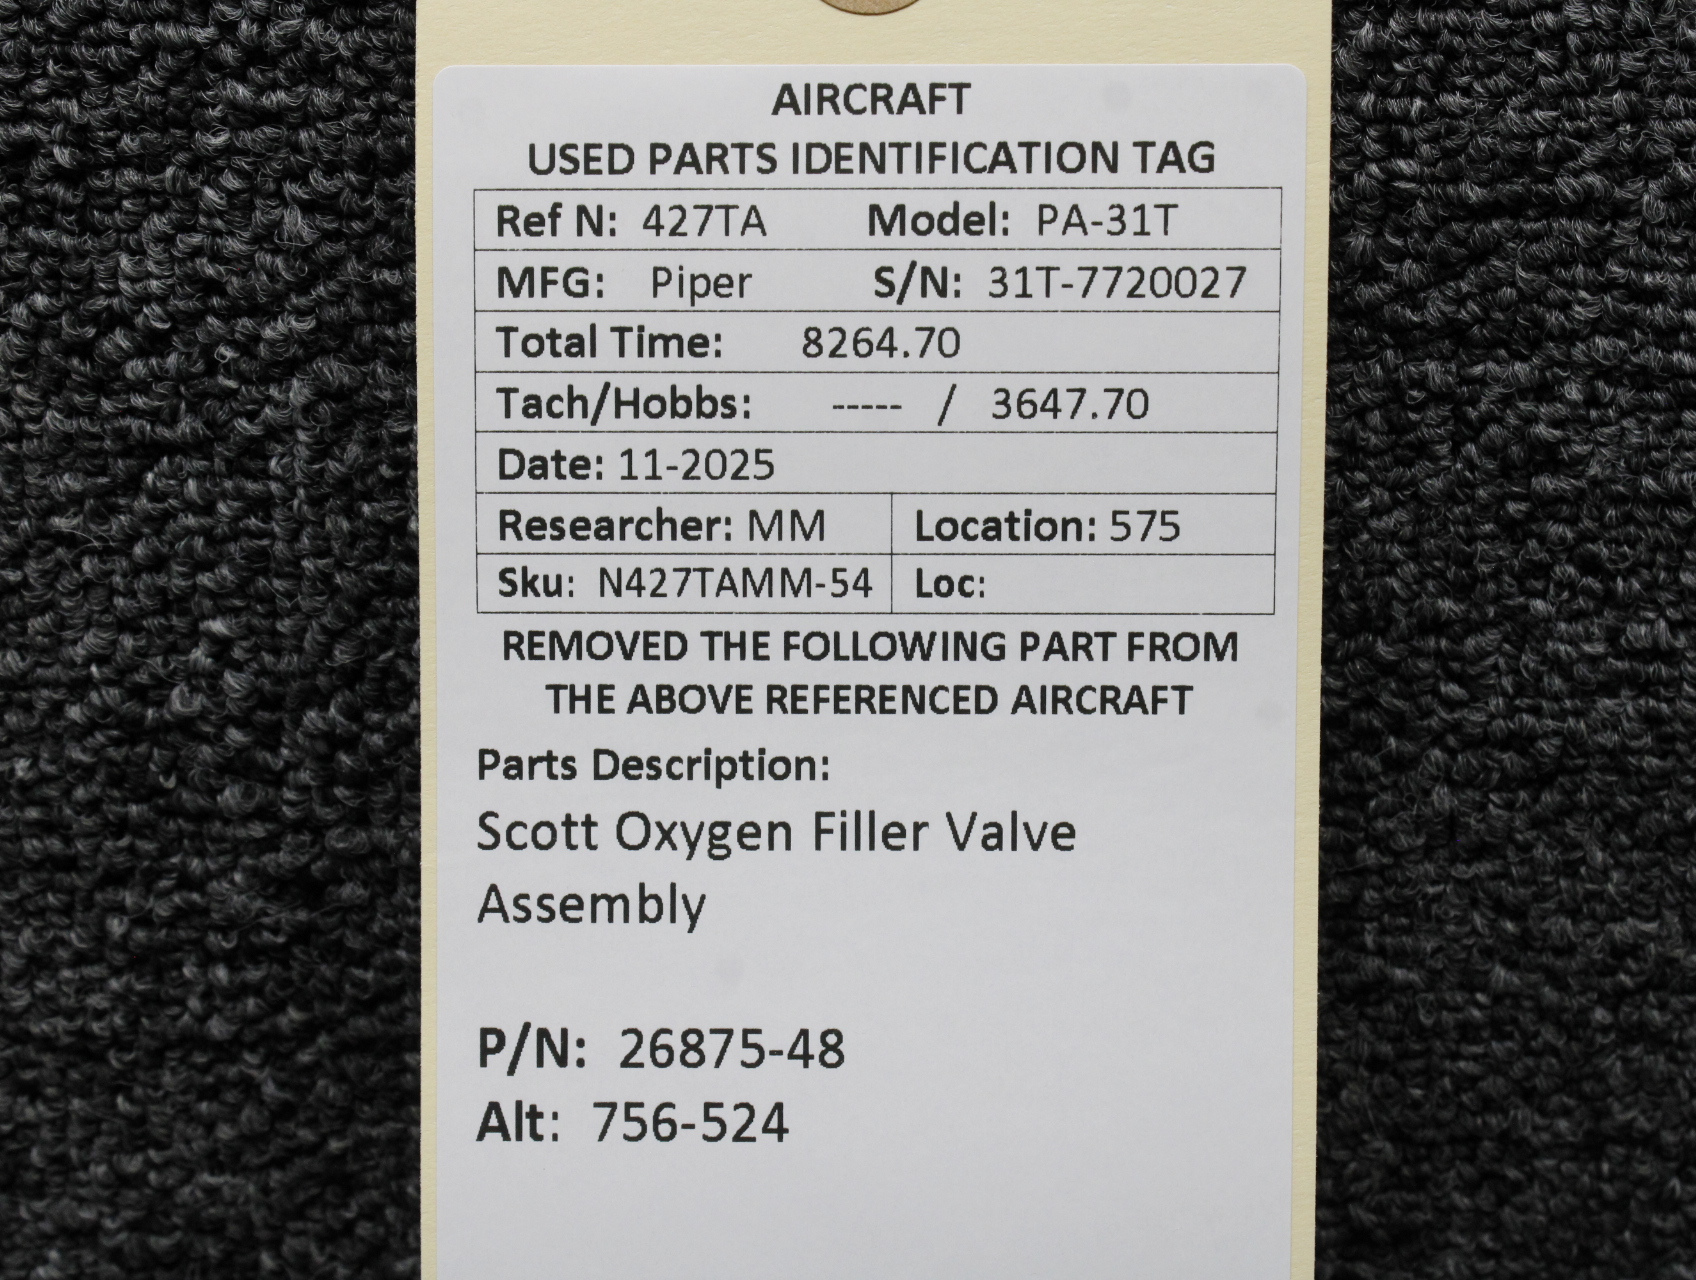 AIRCRAFT
USED PARTS IDENTIFICATION TAG
Ref N: 427TA Model: PA-31T
MFG: Piper S/N: 31T-7720027
Total Time: 8264.70
Tach/Hobbs: ----- / 3647.70
Date: 11-2025
Researcher: MM Location: 575
Sku: N427TAMM-54 Loc:
REMOVED THE FOLLOWING PART FROM
THE ABOVE REFERENCED AIRCRAFT
Parts Description:
Scott Oxygen Filler Valve
Assembly
P/N: 26875-48
Alt: 756-524